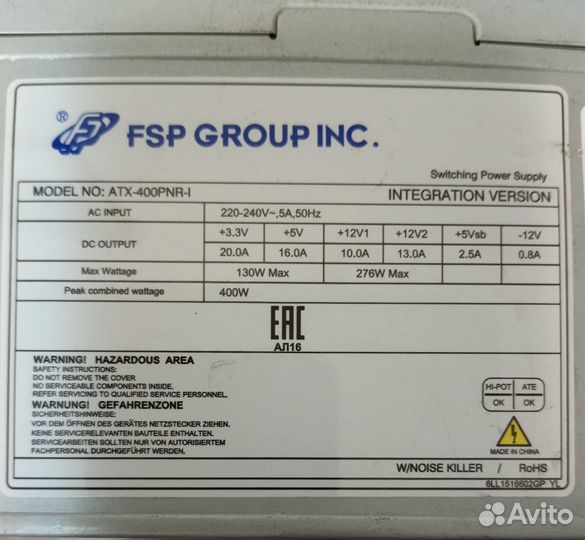 ® FSP GROUP INC.
Switching Power Supply
MODEL NO: ATX-400PNR-I INTEGRATION VERSION
AC INPUT 220-240V~,5A,50Hz
DC OUTPUT +3.3V +5V +12V1 +12V2 +5Vsb -12V
20.0A 16.0A 10.0A 13.0A 2.5A 0.8A
Max Wattage 130W Max 276W Max
Peak combined wattage 400W
EAC
АЛ16
WARNING! HAZARDOUS AREA
SAFETY INSTRUCTIONS:
DO NOT REMOVE THE COVER
NO SERVICEABLE COMPONENTS INSIDE.
REFER SERVICING TO QUALIFIED SERVICE PERSONNEL.
WARNUNG! GEFAHRENZONE
SICHERHEITSHINWEISE:
VOR DEM ÖFFNEN DES GERÄTES NETZSTECKER ZIEHEN.
KEINE SERVICERELEVANTEN BAUTEILE ENTHALTEN.
SERVICEARBEITEN SOLLTEN NUR VON AUTORISIERTEM
FACHPERSONAL DURCHGEFÜHRT WERDEN.
HI-POT ATE
OK OK
MADE IN CHINA
W/NOISE KILLER / RoHS
6LL1516602GP YL
Avito